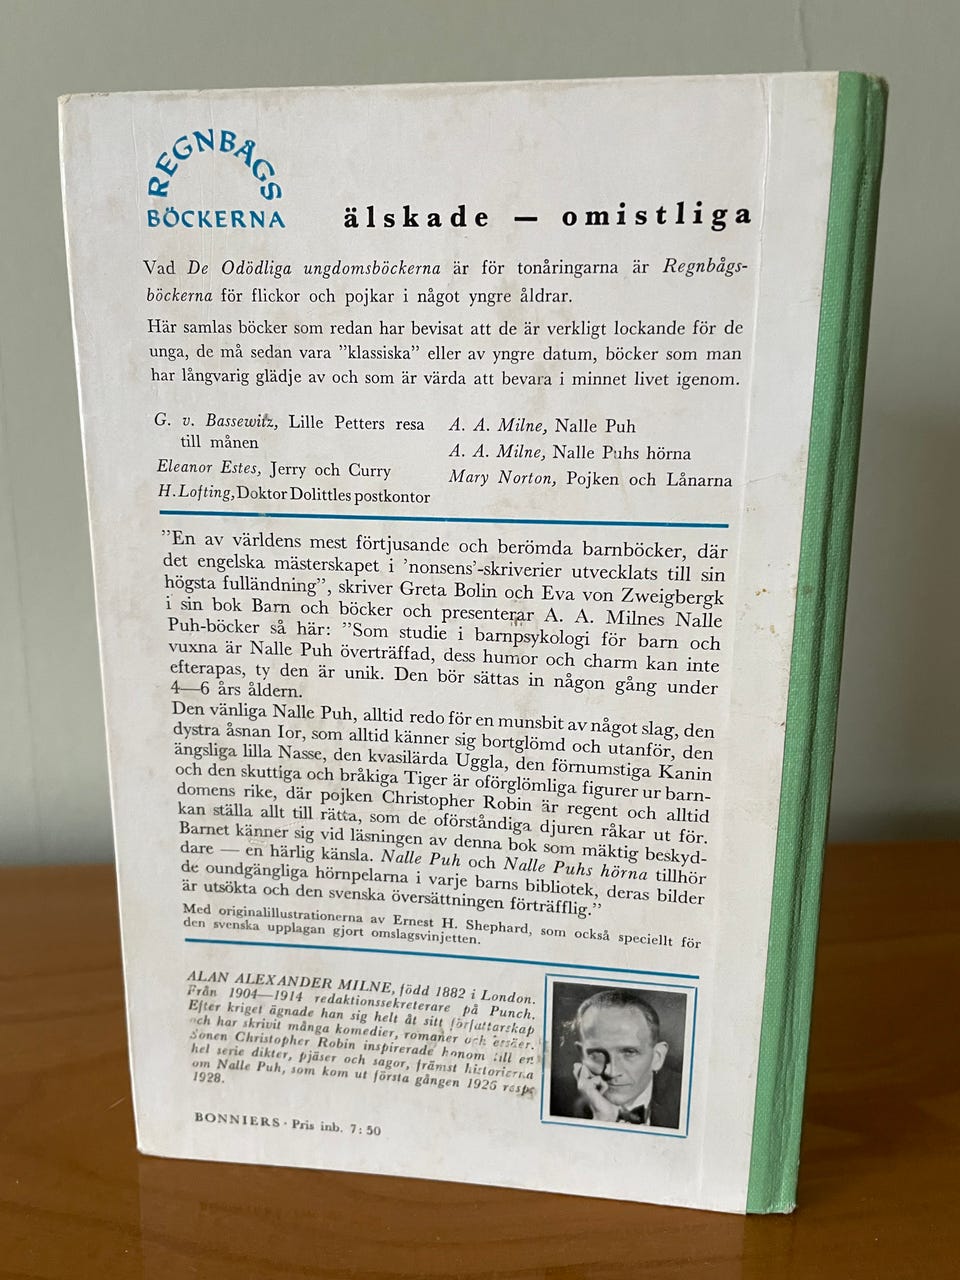 REGNBÅGS
BÖCKERNA
älskade — omistliga
Vad De Odödliga ungdomsböckerna är för tonåringarna är Regnbågs-
böckerna för flickor och pojkar i något yngre åldrar.
Här samlas böcker som redan har bevisat att de är verkligt lockande för de
unga, de må sedan vara ”klassiska” eller av yngre datum, böcker som man
har långvarig glädje av och som är värda att bevara i minnet livet igenom.
G. v. Bassewitz, Lille Petters resa
till månen
Eleanor Estes, Jerry och Curry
H. Lofting, Doktor Dolittles postkontor
A. A. Milne, Nalle Puh
A. A. Milne, Nalle Puhs hörna
Mary Norton, Pojken och Lånarna
”En av världens mest förtjusande och berömda barnböcker, där
det engelska mästerskapet i ’nonsens’-skriverier utvecklats till sin
högsta fulländning”, skriver Greta Bolin och Eva von Zweigbergk
i sin bok Barn och böcker och presenterar A. A. Milnes Nalle
Puh-böcker så här: ”Som studie i barnpsykologi för barn och
vuxna är Nalle Puh överträffad, dess humor och charm kan inte
efterapas, ty den är unik. Den bör sättas in någon gång under
4—6 års åldern.
Den vänliga Nalle Puh, alltid redo för en munsbit av något slag, den
dystra åsnan Ior, som alltid känner sig bortglömd och utanför, den
ängsliga lilla Nasse, den kvasilärda Uggla, den förnumstiga Kanin
och den skuttiga och bråkiga Tiger är oförglömliga figurer ur barn-
domens rike, där pojken Christopher Robin är regent och alltid
kan ställa allt till rätta, som de oförståndiga djuren råkar ut för.
Barnet känner sig vid läsningen av denna bok som mäktig beskyd-
dare — en härlig känsla. Nalle Puh och Nalle Puhs hörna tillhör
de oundgängliga hörnpelarna i varje barns bibliotek, deras bilder
är utsökta och den svenska översättningen förträfflig.”
Med originalillustrationerna av Ernest H. Shephard, som också speciellt för
den svenska upplagan gjort omslagsvinjetten.
ALAN ALEXANDER MILNE, född 1882 i London.
Från 1904—1914 redaktionssekreterare på Punch.
Efter kriget ägnade han sig helt åt sitt författarskap
och har skrivit många komedier, romaner och essäer.
Sonen Christopher Robin inspirerade honom till en
hel serie dikter, pjäser och sagor, främst historierna
om Nalle Puh, som kom ut första gången 1926 resp.
1928.
BONNIERS · Pris inb. 7:50